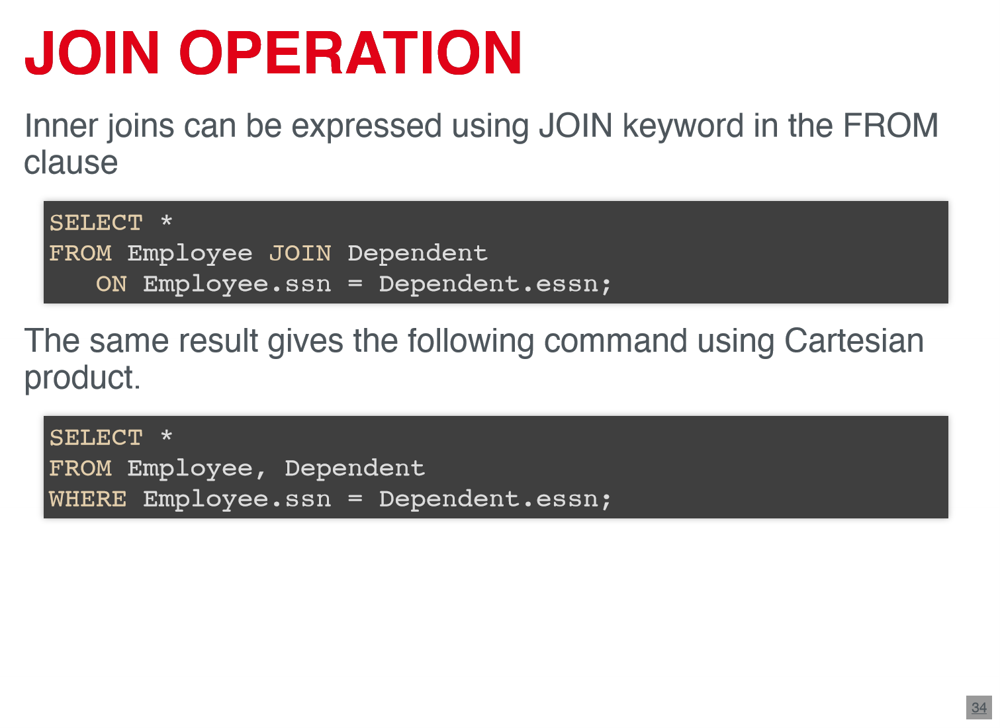 JOIN OPERATION
Inner joins can be expressed using JOIN keyword in the FROM
clause
SELECT *
FROM Employee JOIN Dependent
   ON Employee.ssn = Dependent.essn;
The same result gives the following command using Cartesian
product.
SELECT *
FROM Employee, Dependent
WHERE Employee.ssn = Dependent.essn;
34